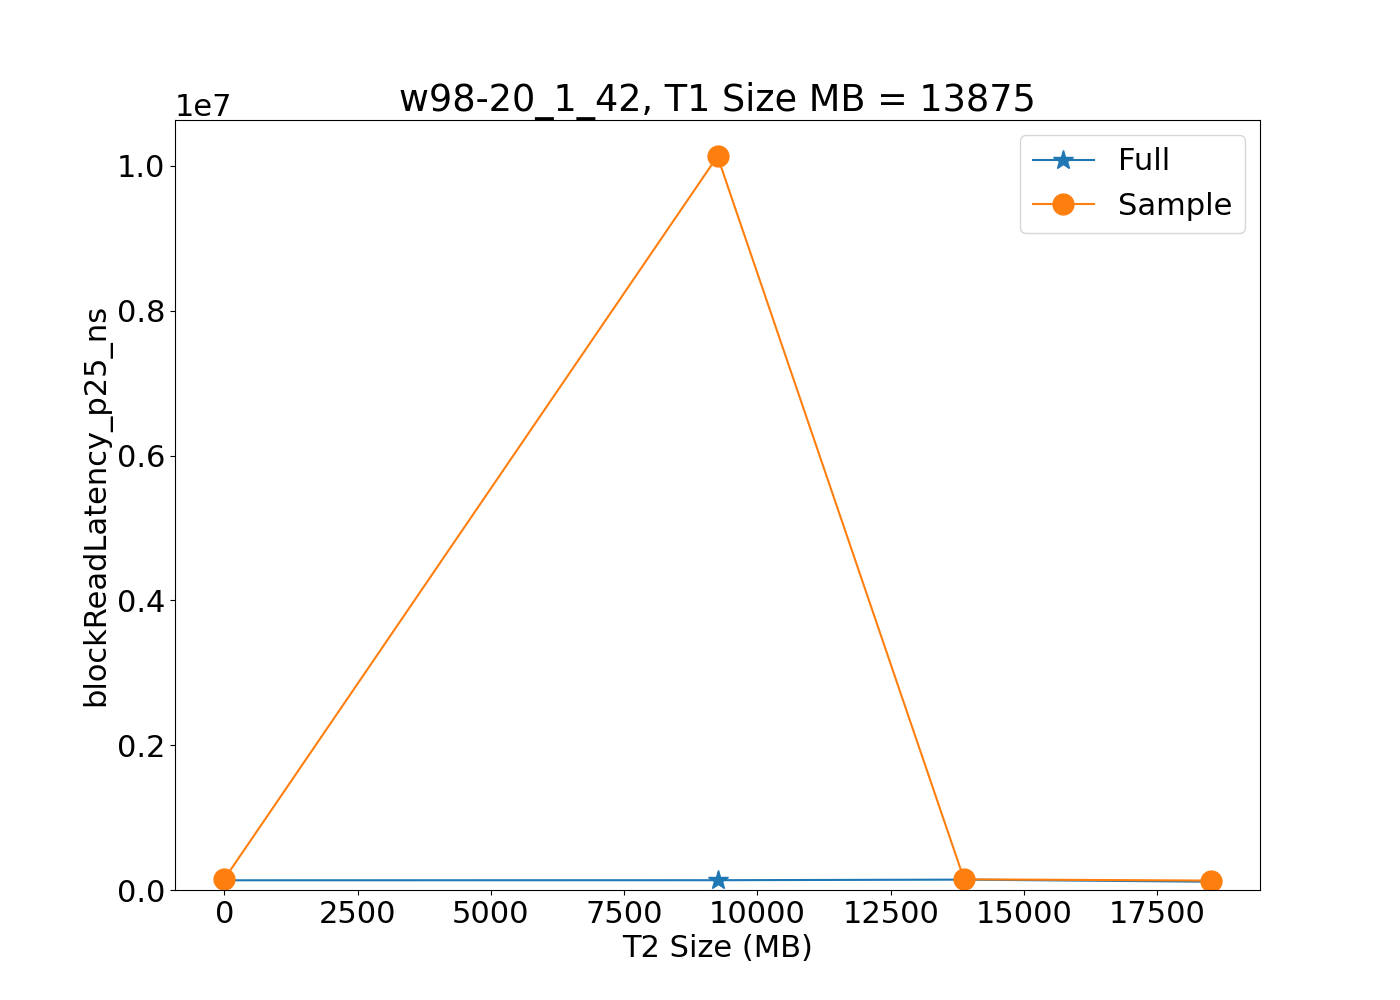 w98-20_1_42, T1 Size MB = 13875
1e7
Full
Sample
1.0
0.8
0.6
0.4
0.2
0.0
blockReadLatency_p25_ns
0 2500 5000 7500 10000 12500 15000 17500
T2 Size (MB)